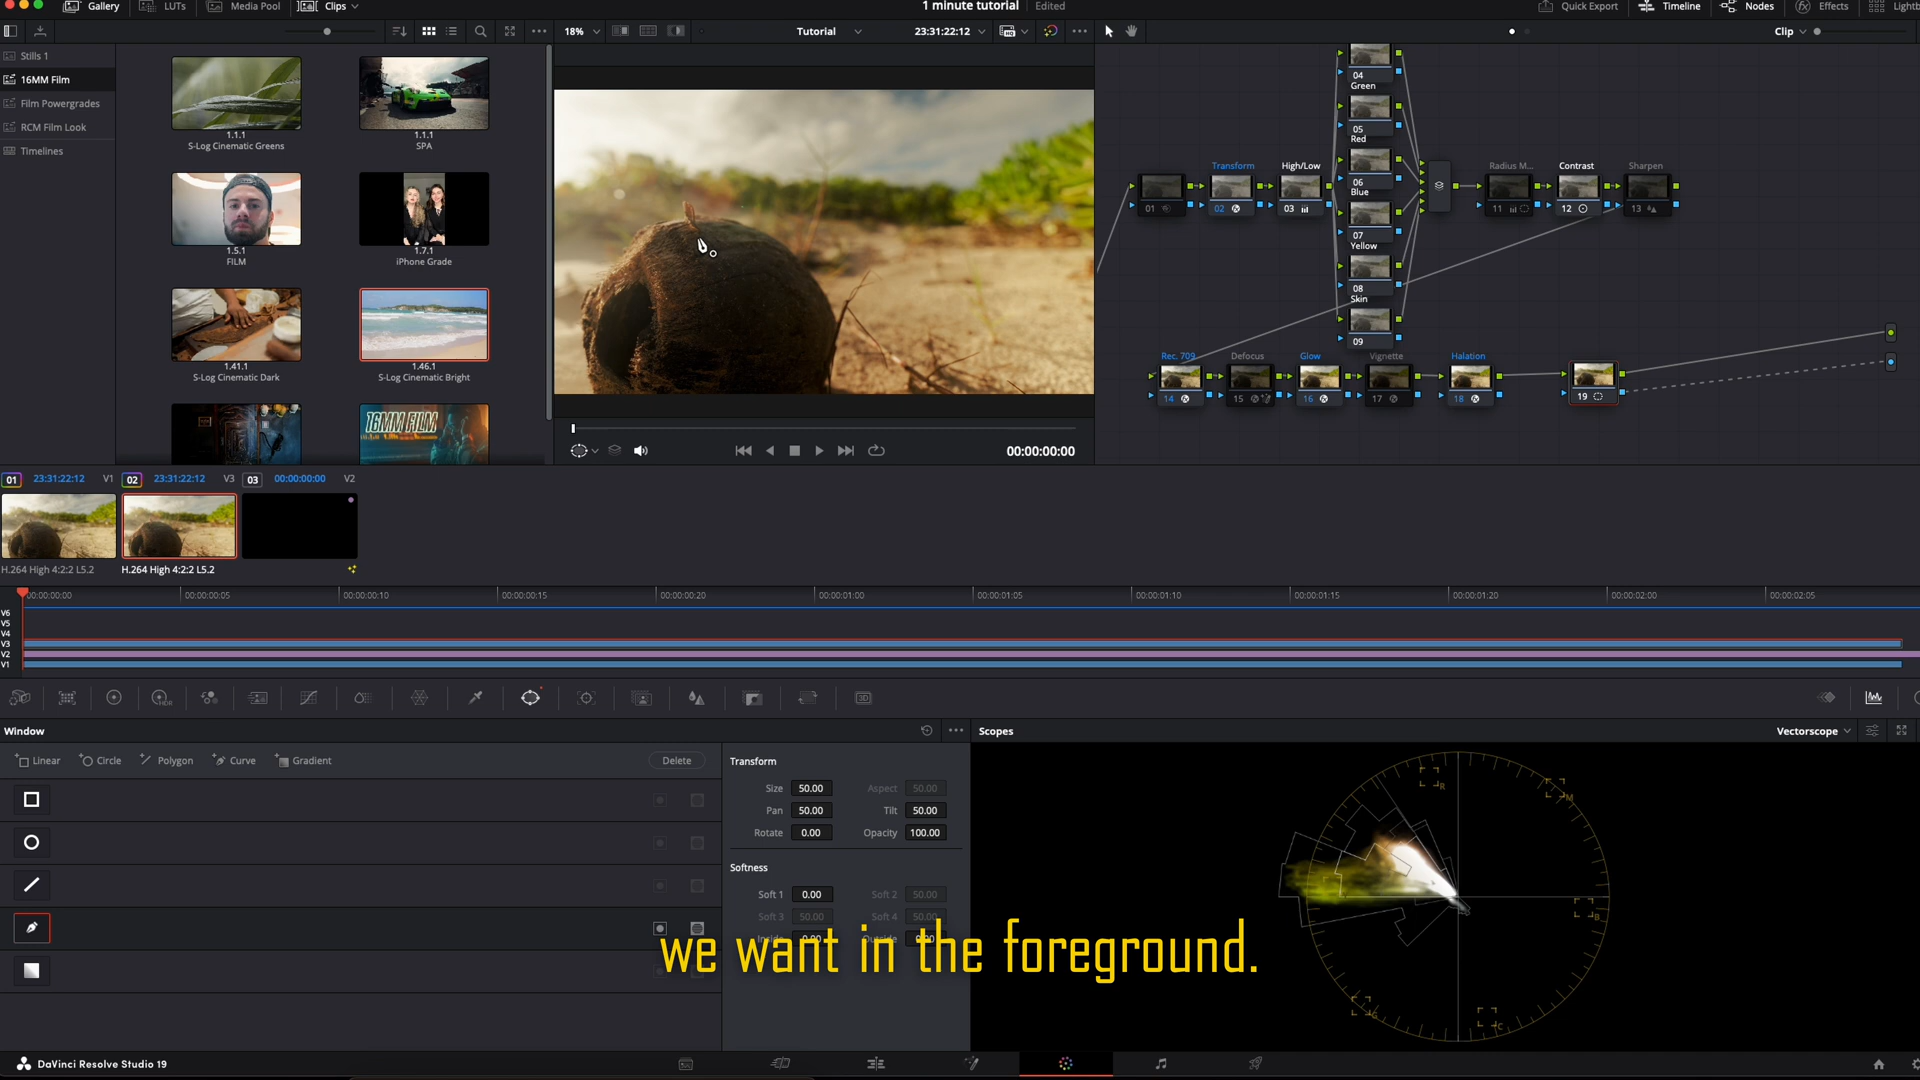 Gallery
LUTs
Media Pool
Clips
1 minute tutorial
Edited
Quick Export
Timeline
Nodes
Effects
18%
Tutorial
23:31:22:12
Clip
Stills 1
16MM Film
Film Powergrades
RCM Film Look
Timelines
1.1.1
S-Log Cinematic Greens
1.1.1
SPA
1.5.1
FILM
1.7.1
iPhone Grade
1.41.1
S-Log Cinematic Dark
1.46.1
S-Log Cinematic Bright
16MM FILM
04
Green
05
Red
06
Blue
07
Yellow
08
Skin
09
Transform
High/Low
Radius M...
Contrast
Sharpen
01
02
03
11
12
13
Rec. 709
Defocus
Glow
Vignette
Halation
14
15
16
17
18
19
00:00:00:00
01 23:31:22:12 V1
02 23:31:22:12 V3
03 00:00:00:00 V2
H.264 High 4:2:2 L5.2
H.264 High 4:2:2 L5.2
00:00:00:00
00:00:00:05
00:00:00:10
00:00:00:15
00:00:00:20
00:00:01:00
00:00:01:05
00:00:01:10
00:00:01:15
00:00:01:20
00:00:02:00
00:00:02:05
V6
V5
V4
V3
V2
V1
HDR
3D
Window
Linear
Circle
Polygon
Curve
Gradient
Delete
Transform
Size 50.00 Aspect 50.00
Pan 50.00 Tilt 50.00
Rotate 0.00 Opacity 100.00
Softness
Soft 1 0.00 Soft 2 50.00
Soft 3 50.00 Soft 4 50.00
we want in the foreground.
Scopes
Vectorscope
R
M
B
C
G
DaVinci Resolve Studio 19